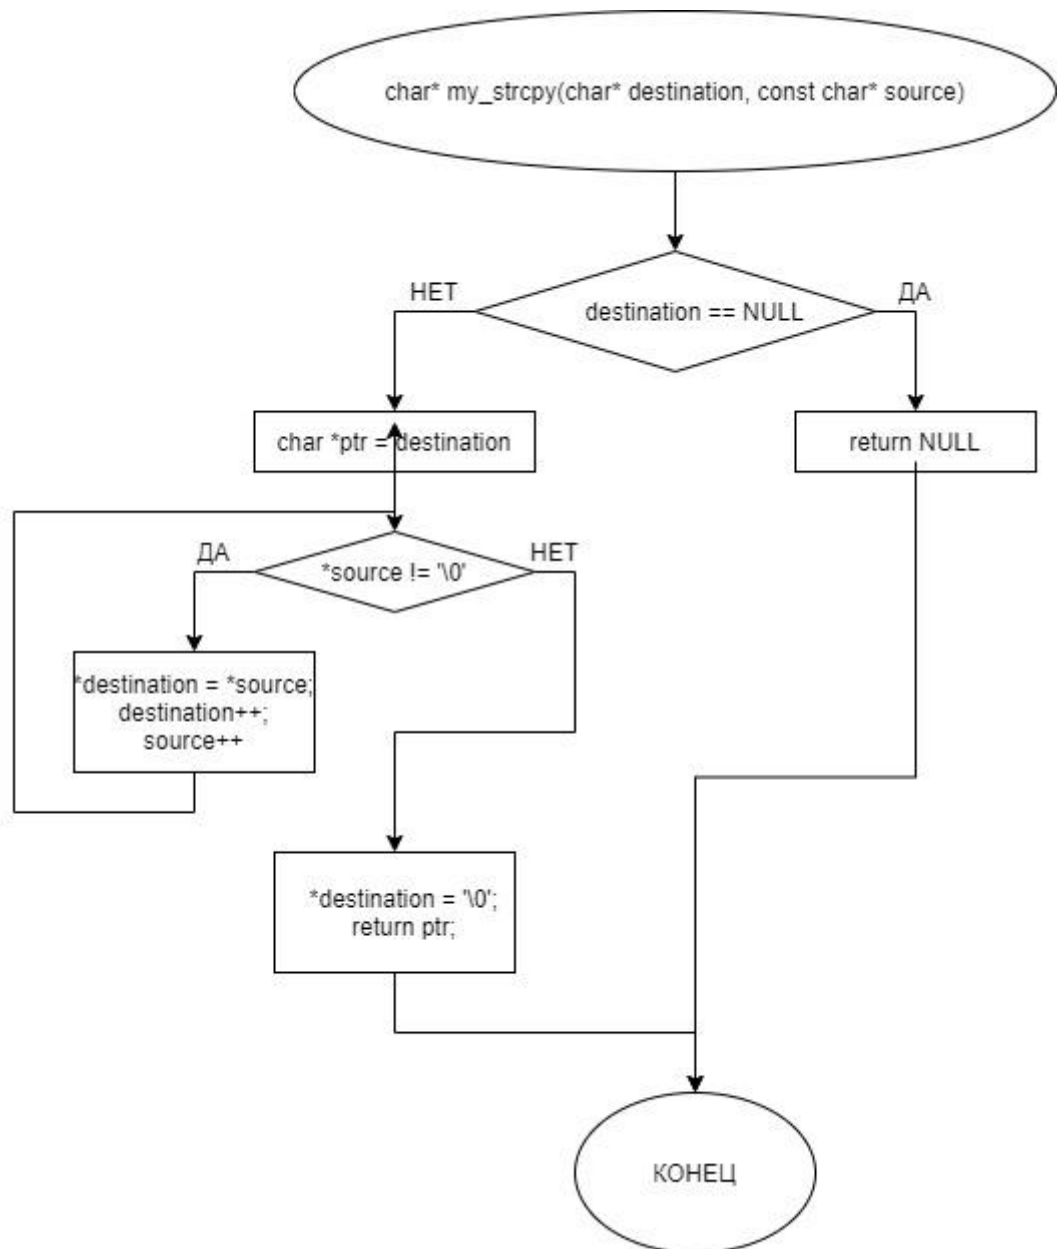 char* my_strcpy(char* destination, const char* source)
НЕТ
ДА
destination == NULL
char *ptr = destination
return NULL
ДА
НЕТ
*source != '\0'
*destination = *source;
destination++;
source++
*destination = '\0';
return ptr;
КОНЕЦ